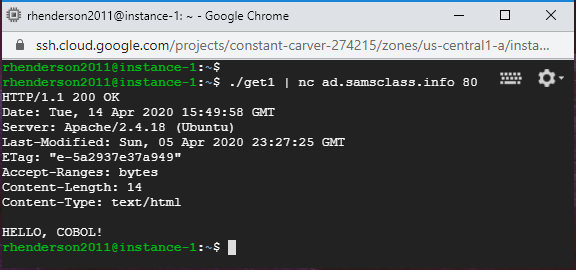 rhenderson2011@instance-1: ~ - Google Chrome
ssh.cloud.google.com/projects/constant-carver-274215/zones/us-central1-a/insta...
rhenderson2011@instance-1:~$
rhenderson2011@instance-1:~$ ./get1 | nc ad.samsclass.info 80
HTTP/1.1 200 OK
Date: Tue, 14 Apr 2020 15:49:58 GMT
Server: Apache/2.4.18 (Ubuntu)
Last-Modified: Sun, 05 Apr 2020 23:27:25 GMT
ETag: "e-5a2937e37a949"
Accept-Ranges: bytes
Content-Length: 14
Content-Type: text/html

HELLO, COBOL!
rhenderson2011@instance-1:~$